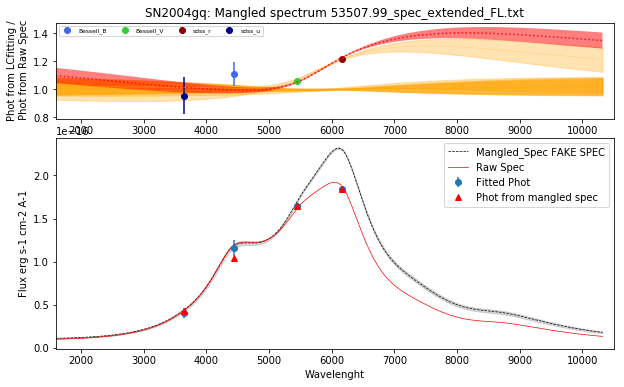 SN2004gq: Mangled spectrum 53507.99_spec_extended_FL.txt
Phot from LCfitting /
Phot from Raw Spec
1.4
1.2
1.0
0.8
Bessell_B
Bessell_V
sdss_r
sdss_u
2000 3000 4000 5000 6000 7000 8000 9000 10000
1e−16
Flux erg s-1 cm-2 A-1
2.0
1.5
1.0
0.5
0.0
Mangled_Spec FAKE SPEC
Raw Spec
Fitted Phot
Phot from mangled spec
2000 3000 4000 5000 6000 7000 8000 9000 10000
Wavelenght